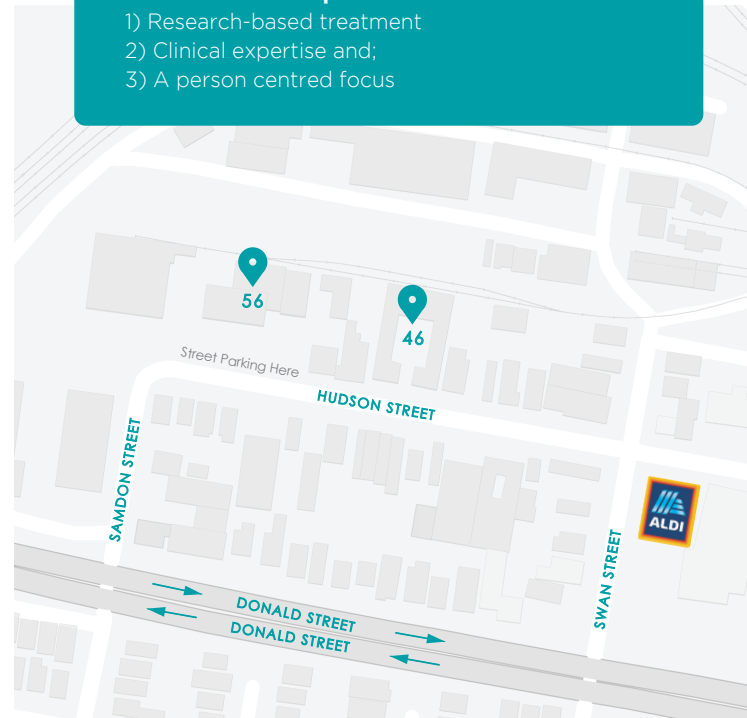 1) Research-based treatment
2) Clinical expertise and;
3) A person centred focus
56
46
Street Parking Here
HUDSON STREET
SAMDON STREET
ALDI
SWAN STREET
DONALD STREET
DONALD STREET